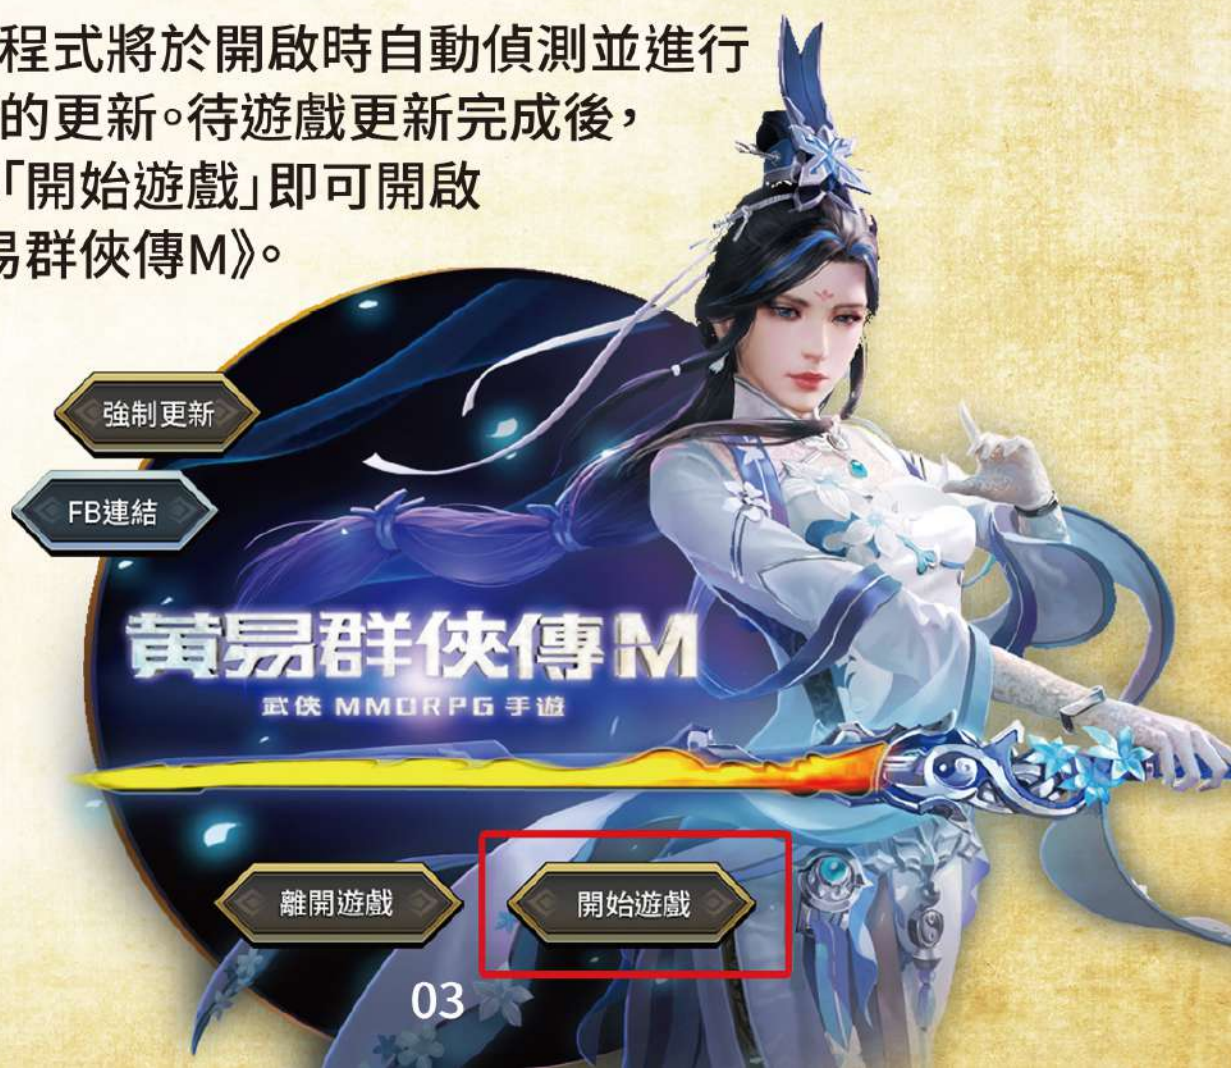 程式將於開啟時自動偵測並進行
的更新。待遊戲更新完成後,
「開始遊戲」即可開啟
易群俠傳M》。
強制更新
FB連結
黃易群俠傳M
武俠 MMORPG 手遊
離開遊戲
開始遊戲
03